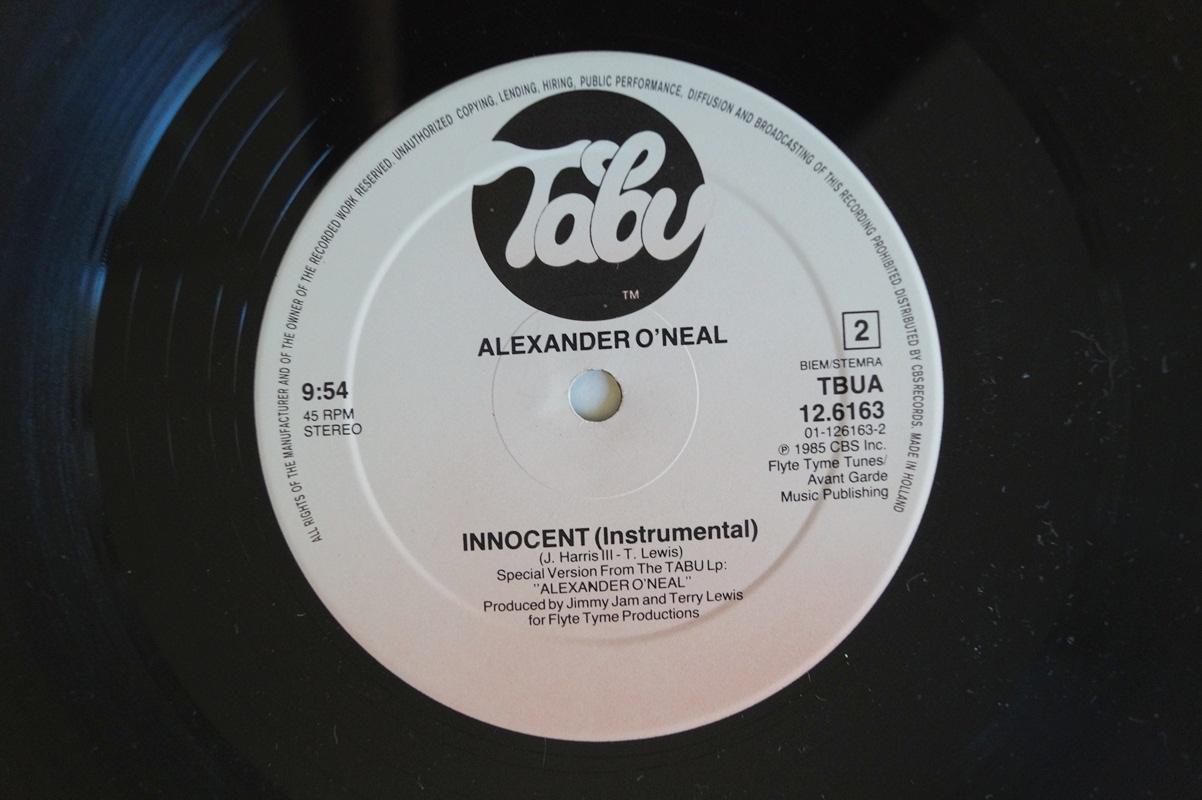 ALL RIGHTS OF THE MANUFACTURER AND OF THE OWNER OF THE RECORDED WORK RESERVED. UNAUTHORIZED COPYING, LENDING, HIRING, PUBLIC PERFORMANCE, DIFFUSION AND BROADCASTING OF THIS RECORDING PROHIBITED. DISTRIBUTED BY CBS RECORDS. MADE IN HOLLAND
Tabu
TM
ALEXANDER O'NEAL
2
BIEM/STEMRA
TBUA
12.6163
01-126163-2
℗ 1985 CBS Inc.
Flyte Tyme Tunes/
Avant Garde
Music Publishing
9:54
45 RPM
STEREO
INNOCENT (Instrumental)
(J. Harris III - T. Lewis)
Special Version From The TABU Lp:
"ALEXANDER O'NEAL"
Produced by Jimmy Jam and Terry Lewis
for Flyte Tyme Productions